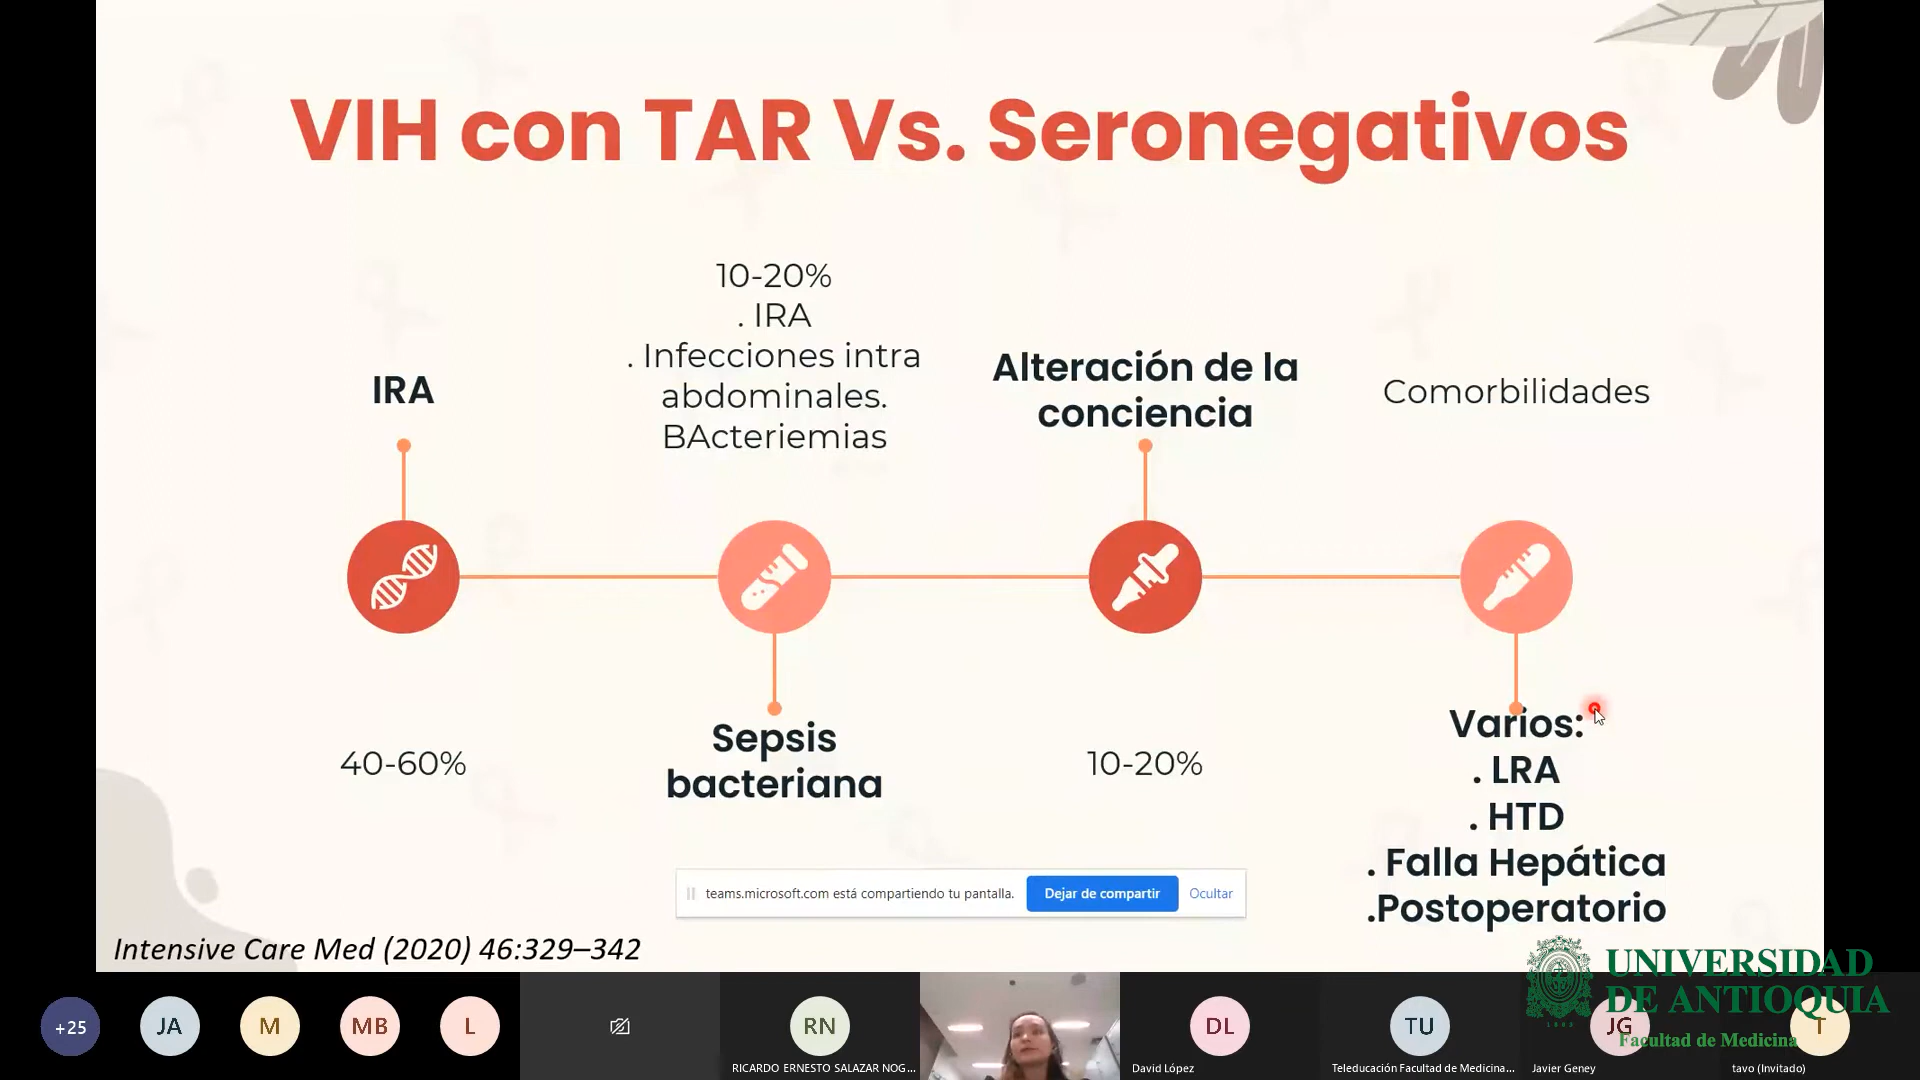 VIH con TAR Vs. Seronegativos
IRA
40-60%
10-20%
. IRA
. Infecciones intra
abdominales.
BActeriemias
Sepsis
bacteriana
Alteración de la
conciencia
10-20%
Comorbilidades
Varios:
. LRA
. HTD
. Falla Hepática
.Postoperatorio
teams.microsoft.com está compartiendo tu pantalla.
Dejar de compartir
Ocultar
Intensive Care Med (2020) 46:329–342
UNIVERSIDAD
DE ANTIOQUIA
1803
Facultad de Medicina
+25
JA
M
MB
L
RN
RICARDO ERNESTO SALAZAR NOG...
DL
David López
TU
Teleducación Facultad de Medicina...
JG
Javier Geney
T
tavo (Invitado)